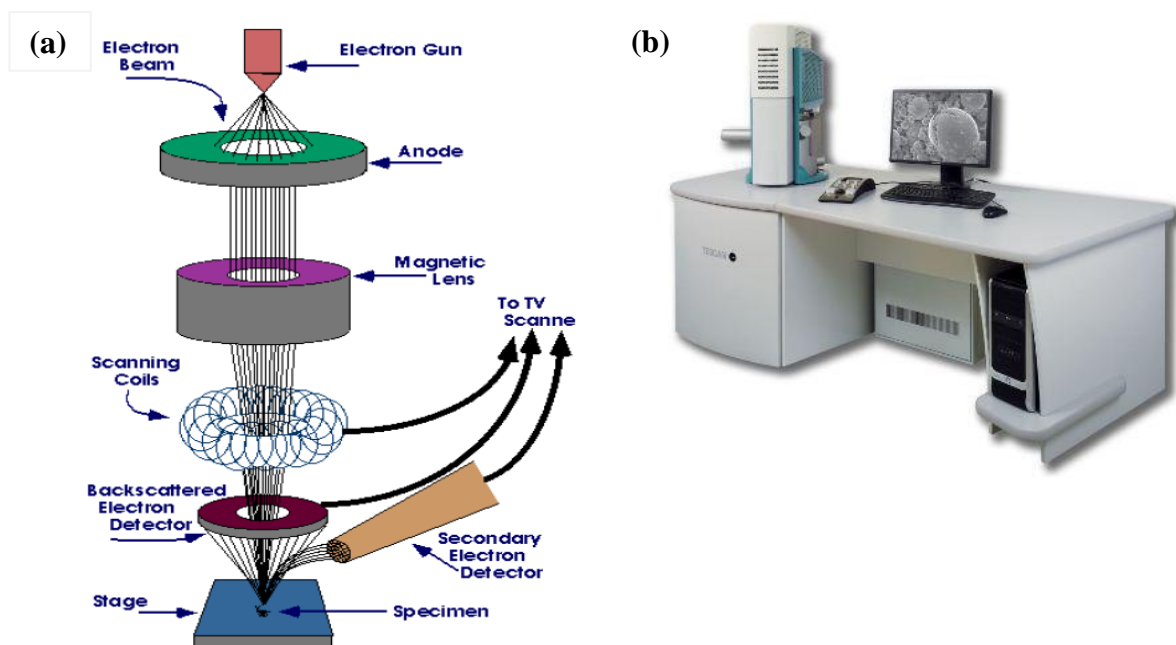 (a)
Electron
Beam
Electron Gun
Anode
Magnetic
Lens
To TV
Scanne
Scanning
Coils
Backscattered
Electron
Detector
Secondary
Electron
Detector
Stage
Specimen
(b)
TESCAN